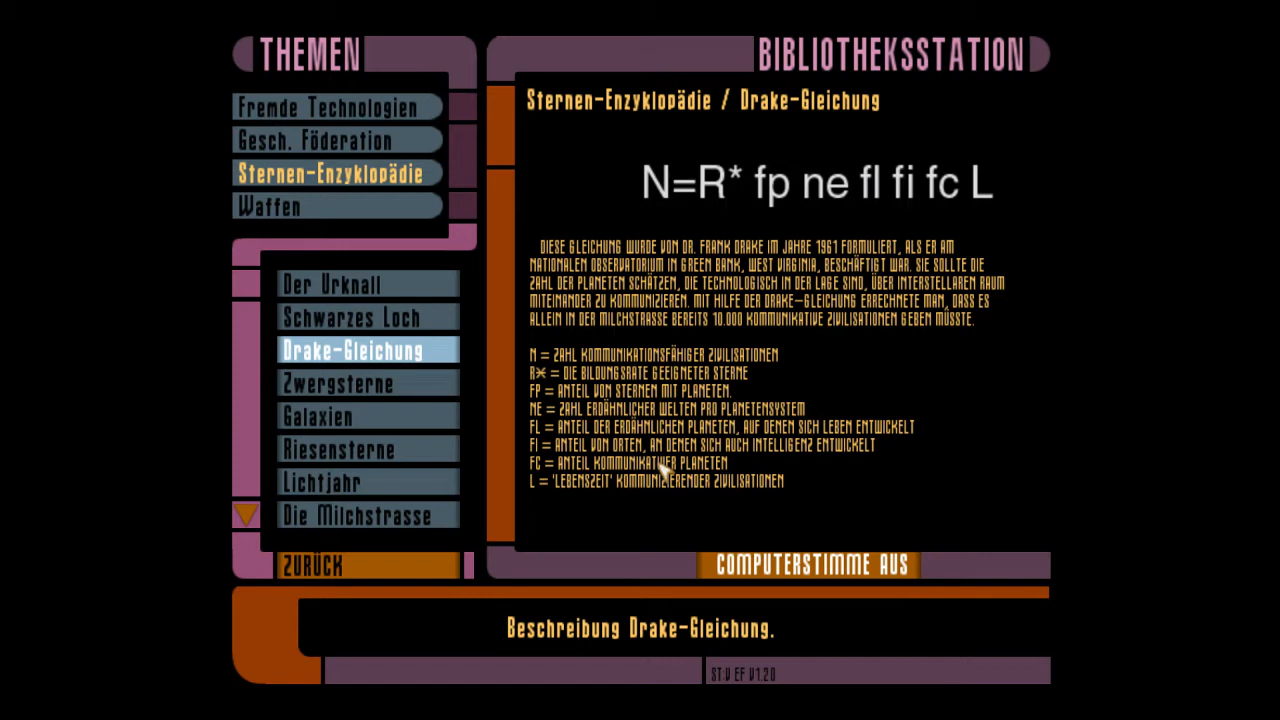 THEMEN
BIBLIOTHEKSSTATION
Fremde Technologien
Gesch. Föderation
Sternen-Enzyklopädie
Waffen
Der Urknall
Schwarzes Loch
Drake-Gleichung
Zwergsterne
Galaxien
Riesensterne
Lichtjahr
Die Milchstrasse
ZURÜCK
Sternen-Enzyklopädie / Drake-Gleichung
N=R* fp ne fl fi fc L
DIESE GLEICHUNG WURDE VON DR. FRANK DRAKE IM JAHRE 1961 FORMULIERT, ALS ER AM
NATIONALEN OBSERVATORIUM IN GREEN BANK, WEST VIRGINIA, BESCHÄFTIGT WAR. SIE SOLLTE DIE
ZAHL DER PLANETEN SCHÄTZEN, DIE TECHNOLOGISCH IN DER LAGE SIND, ÜBER INTERSTELLAREN RAUM
MITEINANDER ZU KOMMUNIZIEREN. MIT HILFE DER DRAKE-GLEICHUNG ERRECHNETE MAN, DASS ES
ALLEIN IN DER MILCHSTRASSE BEREITS 10.000 KOMMUNIKATIVE ZIVILISATIONEN GEBEN MÜSSTE.
N = ZAHL KOMMUNIKATIONSFÄHIGER ZIVILISATIONEN
R* = DIE BILDUNGSRATE GEEIGNETER STERNE
FP = ANTEIL VON STERNEN MIT PLANETEN.
NE = ZAHL ERDÄHNLICHER WELTEN PRO PLANETENSYSTEM
FL = ANTEIL DER ERDÄHNLICHEN PLANETEN, AUF DENEN SICH LEBEN ENTWICKELT
FI = ANTEIL VON ORTEN, AN DENEN SICH AUCH INTELLIGENZ ENTWICKELT
FC = ANTEIL KOMMUNIKATIVER PLANETEN
L = 'LEBENSZEIT' KOMMUNIZIERENDER ZIVILISATIONEN
COMPUTERSTIMME AUS
Beschreibung Drake-Gleichung.
ST:V EF V1.20